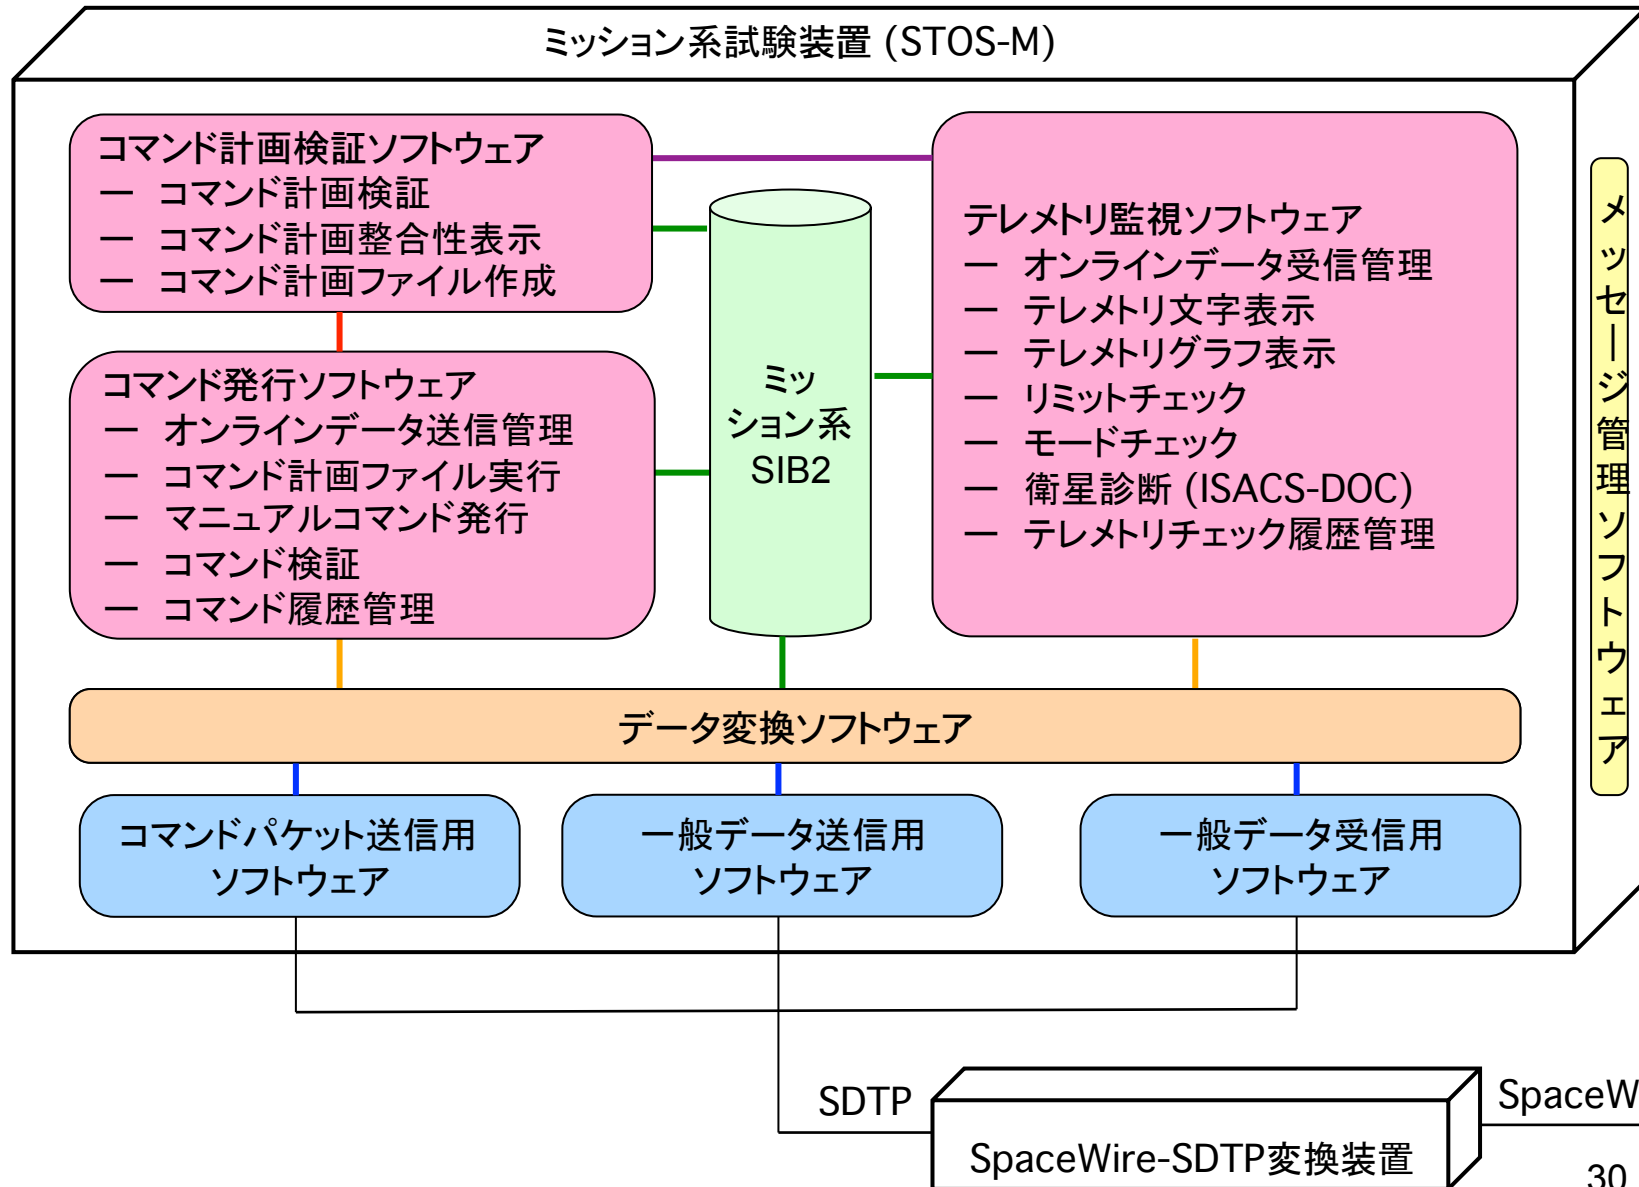 ミッション系試験装置 (STOS-M)
コマンド計画検証ソフトウェア
ー コマンド計画検証
ー コマンド計画整合性表示
ー コマンド計画ファイル作成
コマンド発行ソフトウェア
ー オンラインデータ送信管理
ー コマンド計画ファイル実行
ー マニュアルコマンド発行
ー コマンド検証
ー コマンド履歴管理
ミッ
ション系
SIB2
テレメトリ監視ソフトウェア
ー オンラインデータ受信管理
ー テレメトリ文字表示
ー テレメトリグラフ表示
ー リミットチェック
ー モードチェック
ー 衛星診断 (ISACS-DOC)
ー テレメトリチェック履歴管理
メッセージ管理ソフトウェア
データ変換ソフトウェア
コマンドパケット送信用
ソフトウェア
一般データ送信用
ソフトウェア
一般データ受信用
ソフトウェア
SDTP
SpaceW
SpaceWire-SDTP変換装置
30